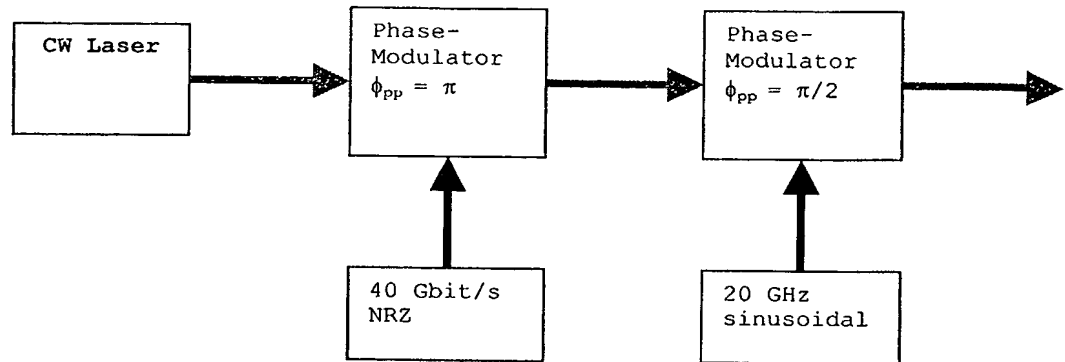 CW Laser
Phase-
Modulator
ϕpp = π
Phase-
Modulator
ϕpp = π/2
40 Gbit/s
NRZ
20 GHz
sinusoidal